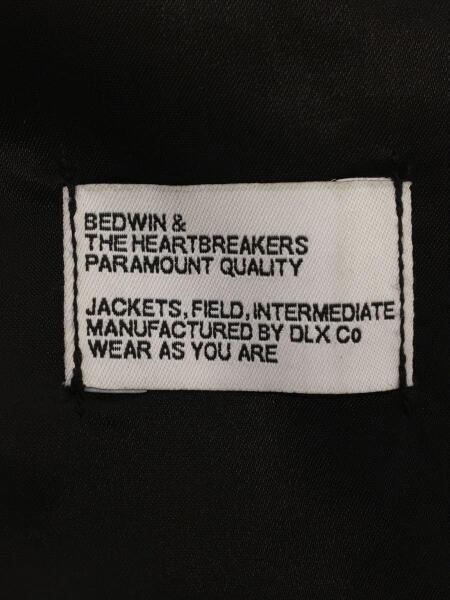 BEDWIN &
THE HEARTBREAKERS
PARAMOUNT QUALITY
JACKETS, FIELD, INTERMEDIATE
MANUFACTURED BY DLX Co
WEAR AS YOU ARE